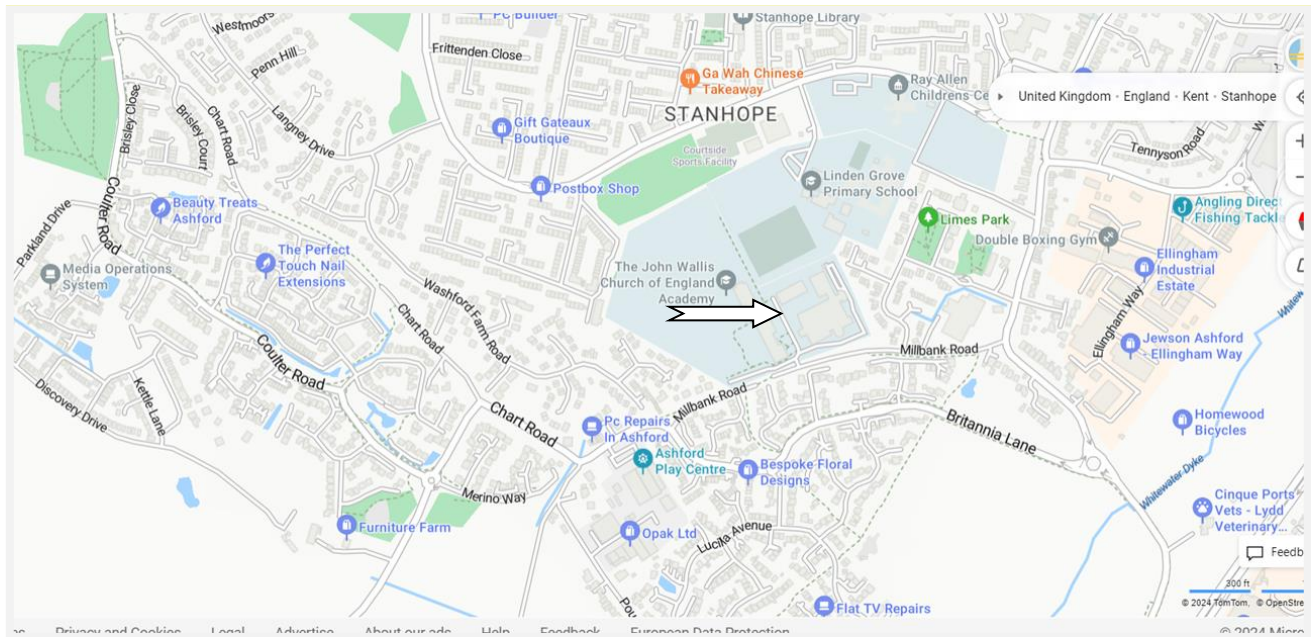 PC Builder
Stanhope Library
Westmoor
Frittenden Close
Penn Hill
Ga Wah Chinese
Takeaway
Ray Allen
Childrens Ce
United Kingdom · England · Kent · Stanhope
STANHOPE
Brisley Close
Brisley Court
Chart Road
Langney Drive
Gift Gateaux
Boutique
Courtside
Sports Facility
Tennyson Road
Postbox Shop
Linden Grove
Primary School
Coulter Road
Beauty Treats
Ashford
Limes Park
Angling Direc
Fishing Tackl
Parkland Drive
Double Boxing Gym
The Perfect
Touch Nail
Extensions
Media Operations
System
The John Wallis
Church of England
Academy
Ellingham
Industrial
Estate
Washford Farm Road
Chart Road
Ellingham Way
Whitew
Jewson Ashford
- Ellingham Way
Millbank Road
Coulter Road
Kettle Lane
Discovery Drive
Chart Road
Millbank Road
Pc Repairs
In Ashford
Britannia Lane
Homewood
Bicycles
Ashford
Play Centre
Bespoke Floral
Designs
Whitewater Dyke
Merino Way
Cinque Ports
Vets - Lydd
Veterinary...
Furniture Farm
Opak Ltd
Lucilla Avenue
Feedb
300 ft
Pou
Flat TV Repairs
© 2024 TomTom, © OpenStre
Privacy and Cookies
Legal
Advertise
About our ads
Help
Feedback
European Data Protection
© 2024 Micro